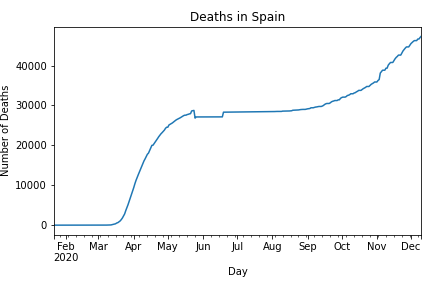 Deaths in Spain
Number of Deaths
40000
30000
20000
10000
0
Feb Mar Apr May Jun Jul Aug Sep Oct Nov Dec
2020
Day